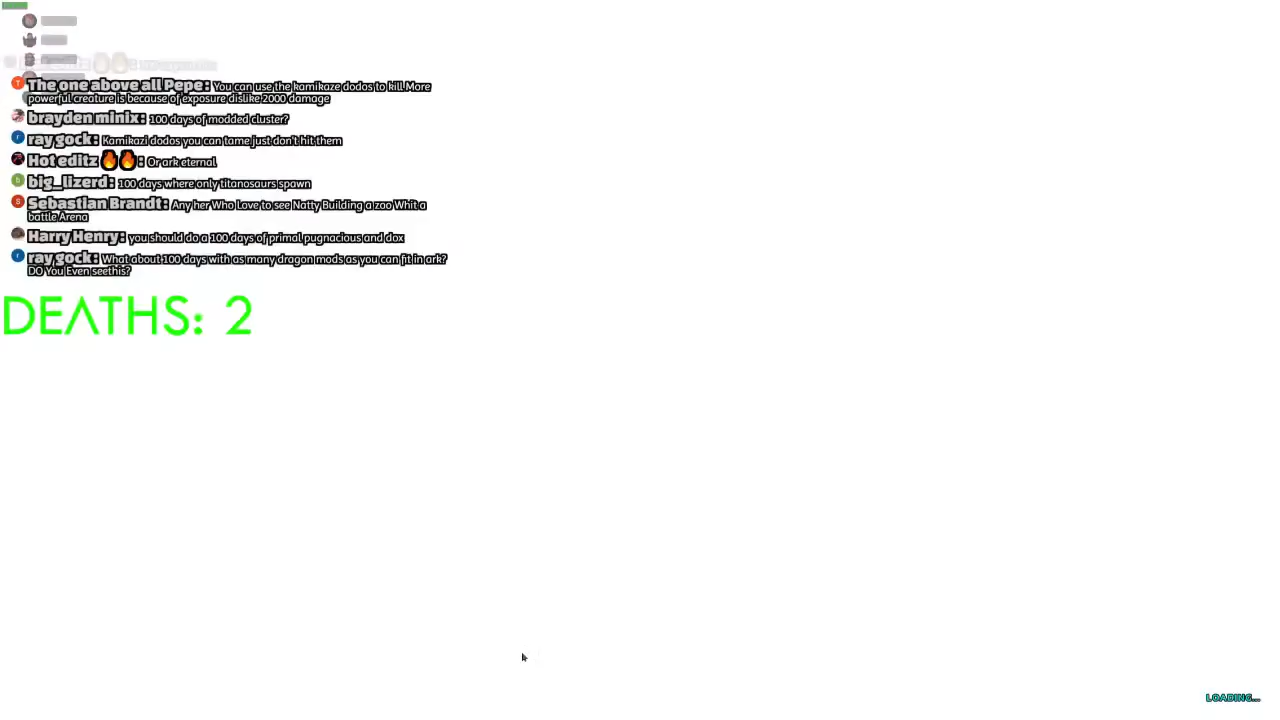 The one above all Pepe: You can use the kamikaze dodos to kill More
powerful creature is because of exposure dislike 2000 damage
brayden minix: 100 days of modded cluster?
ray gock: Kamikazi dodos you can tame just don't hit them
Hot editz 🔥🔥: Or ark eternal
big_lizerd: 100 days where only titanosaurs spawn
Sebastian Brandt: Any her Who Love to see Natty Building a zoo Whit a
battle Arena
Harry Henry: you should do a 100 days of primal pugnacious and dox
ray gock: What about 100 days with as many dragon mods as you can fit in ark?
DO You Even seethis?
DEATHS: 2
LOADING...